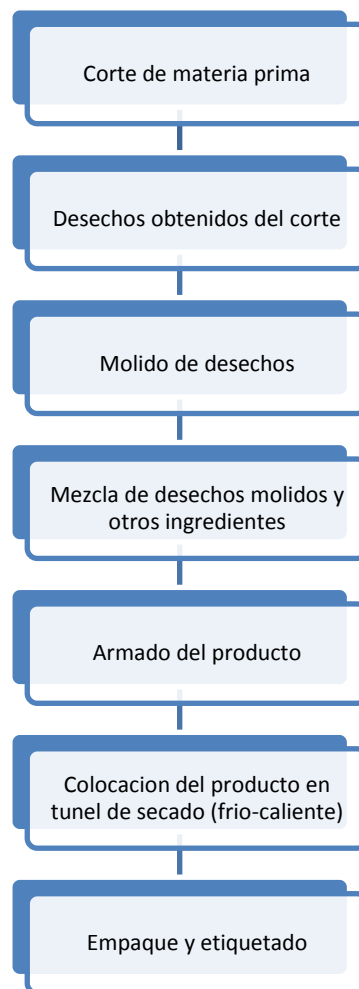 Corte de materia prima
Desechos obtenidos del corte
Molido de desechos
Mezcla de desechos molidos y
otros ingredientes
Armado del producto
Colocacion del producto en
tunel de secado (frio-caliente)
Empaque y etiquetado